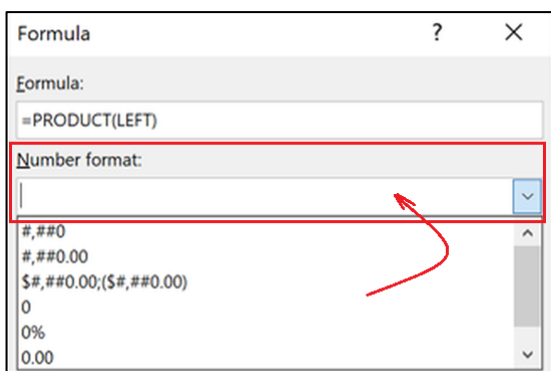 Formula ?
Formula:
=PRODUCT(LEFT)
Number format:
#,##0
#,##0.00
$#,##0.00;($#,##0.00)
0
0%
0.00